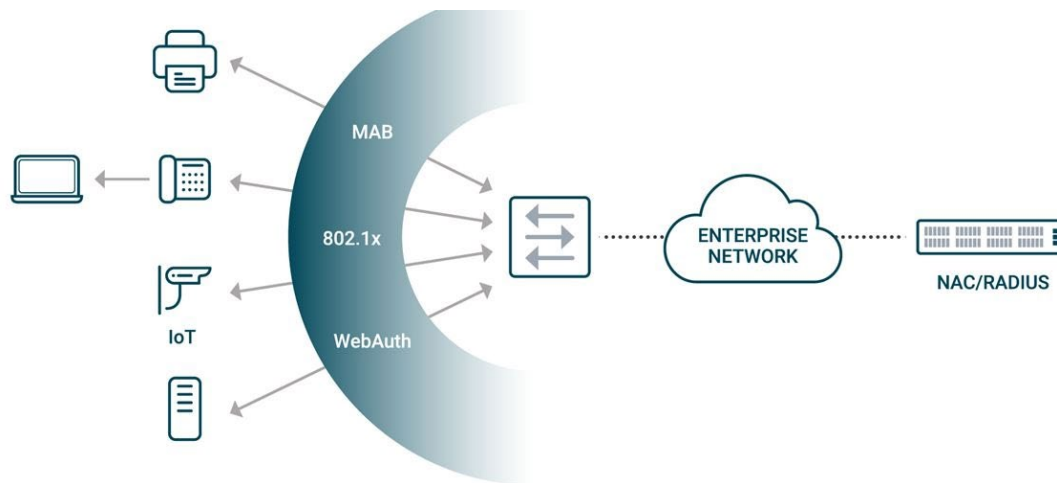 MAB
802.1x
IoT
WebAuth
ENTERPRISE
NETWORK
NAC/RADIUS